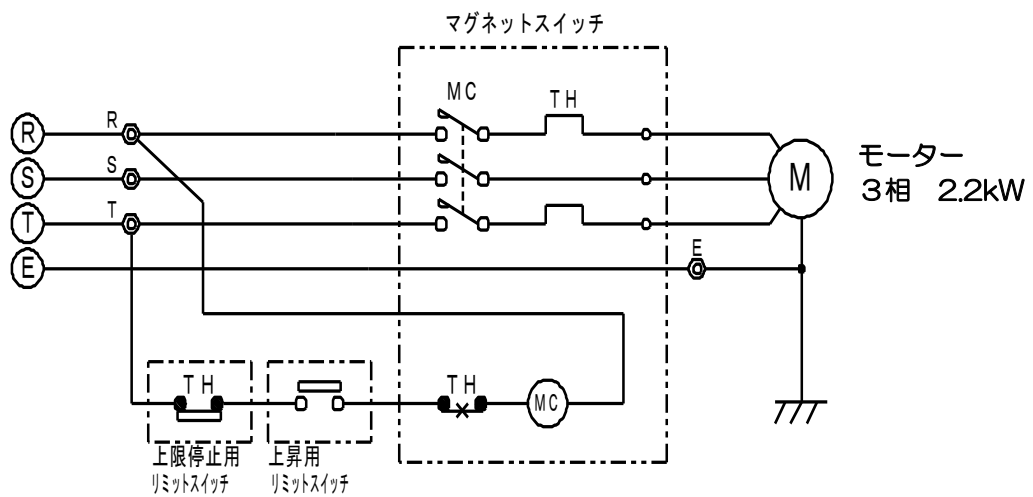 マグネットスイッチ
MC
TH
R
R
S
S
T
T
E
E
M
モーター
3相 2.2kW
TH
TH
MC
上限停止用
リミットスイッチ
上昇用
リミットスイッチ